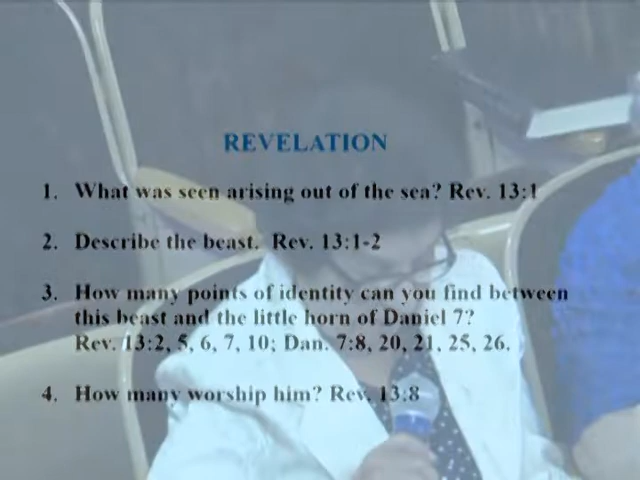 REVELATION
1. What was seen arising out of the sea? Rev. 13:1
2. Describe the beast. Rev. 13:1-2
3. How many points of identity can you find between
this beast and the little horn of Daniel 7?
Rev. 13:2, 5, 6, 7, 10; Dan. 7:8, 20, 21, 25, 26.
4. How many worship him? Rev. 13:8